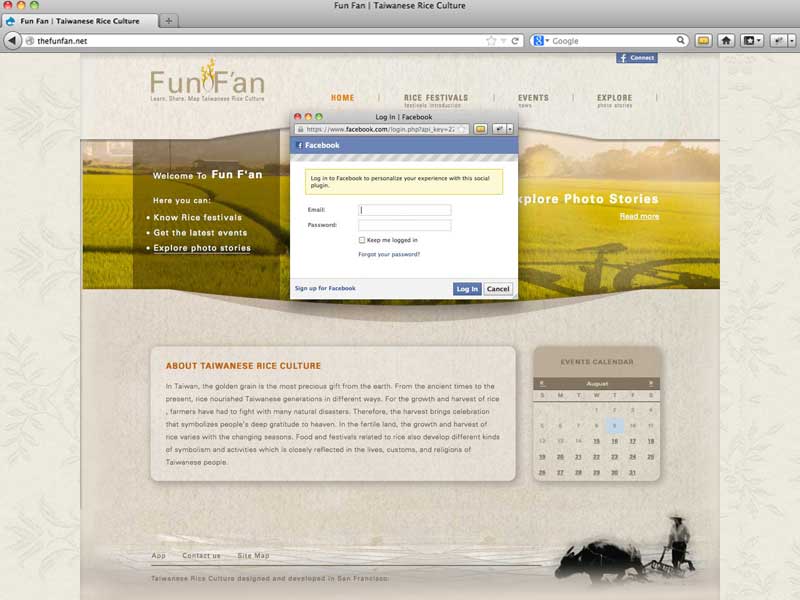 Fun Fan | Taiwanese Rice Culture
Fun Fan | Taiwanese Rice Culture
thefunfan.net
Google
Connect
Fun F'an
Learn, Share, Map Taiwanese Rice Culture
HOME
RICE FESTIVALS
festivals introduction
EVENTS
news
EXPLORE
photo stories
Log In | Facebook
https://www.facebook.com/login.php?api_key=22
Facebook
Log in to Facebook to personalize your experience with this social
plugin.
Email:
Password:
Keep me logged in
Forgot your password?
Sign up for Facebook
Log In
Cancel
Welcome To Fun F'an
Here you can:
• Know Rice festivals
• Get the latest events
• Explore photo stories
xplore Photo Stories
Read more
ABOUT TAIWANESE RICE CULTURE
In Taiwan, the golden grain is the most precious gift from the earth. From the ancient times to the
present, rice nourished Taiwanese generations in different ways. For the growth and harvest of rice
, farmers have had to fight with many natural disasters. Therefore, the harvest brings celebration
that symbolizes people's deep gratitude to heaven. In the fertile land, the growth and harvest of
rice varies with the changing seasons. Food and festivals related to rice also develop different kinds
of symbolism and activities which is closely reflected in the lives, customs, and religions of
Taiwanese people.
EVENTS CALENDAR
« August »
S M T W T F S
1 2 3 4
5 6 7 8 9 10 11
12 13 14 15 16 17 18
19 20 21 22 23 24 25
26 27 28 29 30 31
App Contact us Site Map
Taiwanese Rice Culture designed and developed in San Francisco.